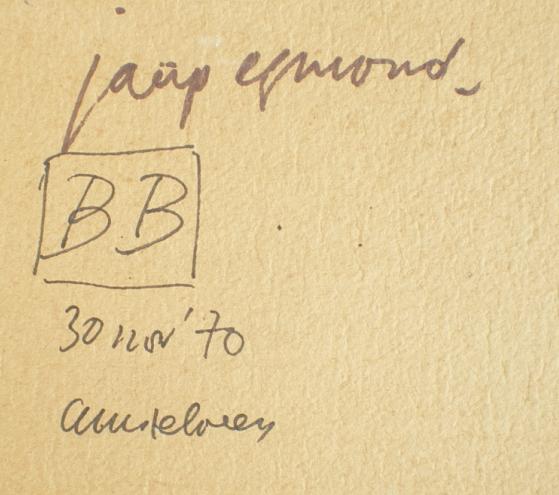 jaap egmond.
BB
30 nov '70
Amstelveen